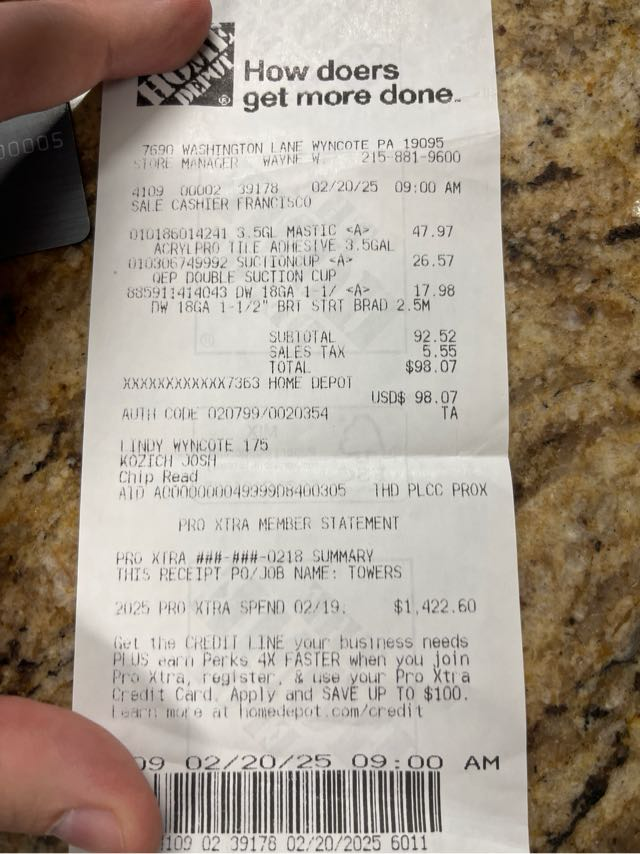 00005
HOME
DEPOT
®
How doers
get more done™
7690 WASHINGTON LANE WYNCOTE PA 19095
STORE MANAGER WAYNE W 215-881-9600
4109 00002 39178 02/20/25 09:00 AM
SALE CASHIER FRANCISCO
010186014241 3.5GL MASTIC <A> 47.97
ACRYLPRO TILE ADHESIVE 3.5GAL
010306749992 SUCTIONCUP <A> 26.57
QEP DOUBLE SUCTION CUP
885911414043 DW 18GA 1-1/ <A> 17.98
DW 18GA 1-1/2" BRT STRT BRAD 2.5M
SUBTOTAL 92.52
SALES TAX 5.55
TOTAL $98.07
XXXXXXXXXXXX7363 HOME DEPOT
USD$ 98.07
AUTH CODE 020799/0020354 TA
LINDY WYNCOTE 175
KOZICH JOSH
Chip Read
AID A0000000049999D8400305 THD PLCC PROX
PRO XTRA MEMBER STATEMENT
PRO XTRA ###-###-0218 SUMMARY
THIS RECEIPT PO/JOB NAME: TOWERS
2025 PRO XTRA SPEND 02/19. $1,422.60
Get the CREDIT LINE your business needs
PLUS earn Perks 4X FASTER when you join
Pro Xtra, register, & use your Pro Xtra
Credit Card. Apply and SAVE UP TO $100.
Learn more at homedepot.com/credit
09 02/20/25 09:00 AM
4109 02 39178 02/20/2025 6011